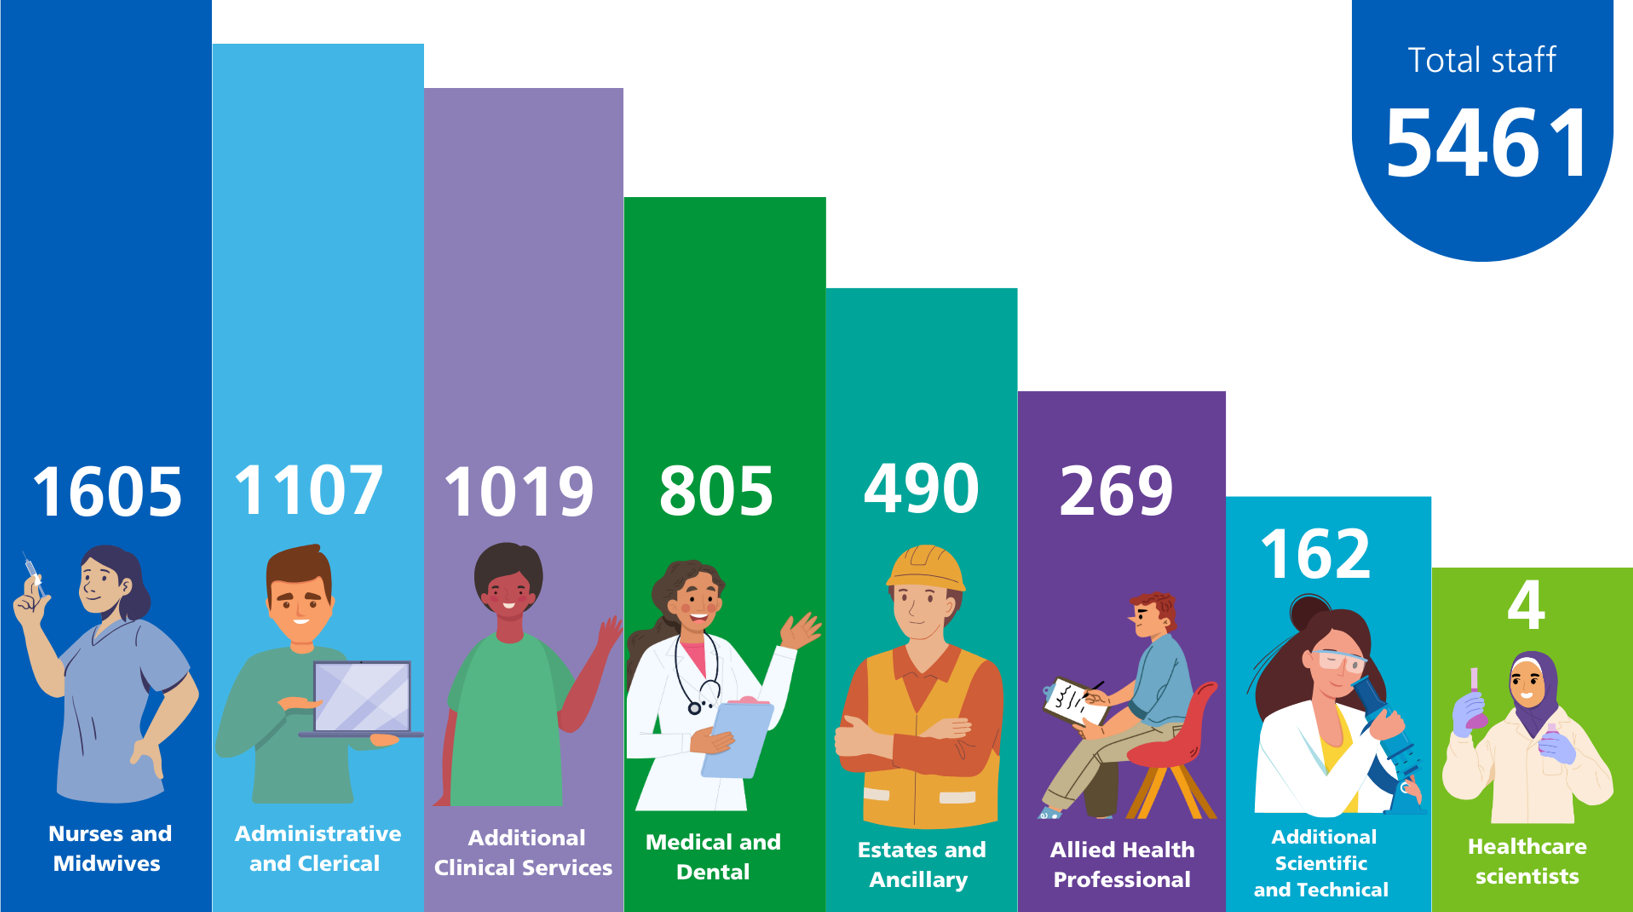 Total staff
5461
1605
Nurses and
Midwives
1107
Administrative
and Clerical
1019
Additional
Clinical Services
805
Medical and
Dental
490
Estates and
Ancillary
269
Allied Health
Professional
162
Additional
Scientific
and Technical
4
Healthcare
scientists